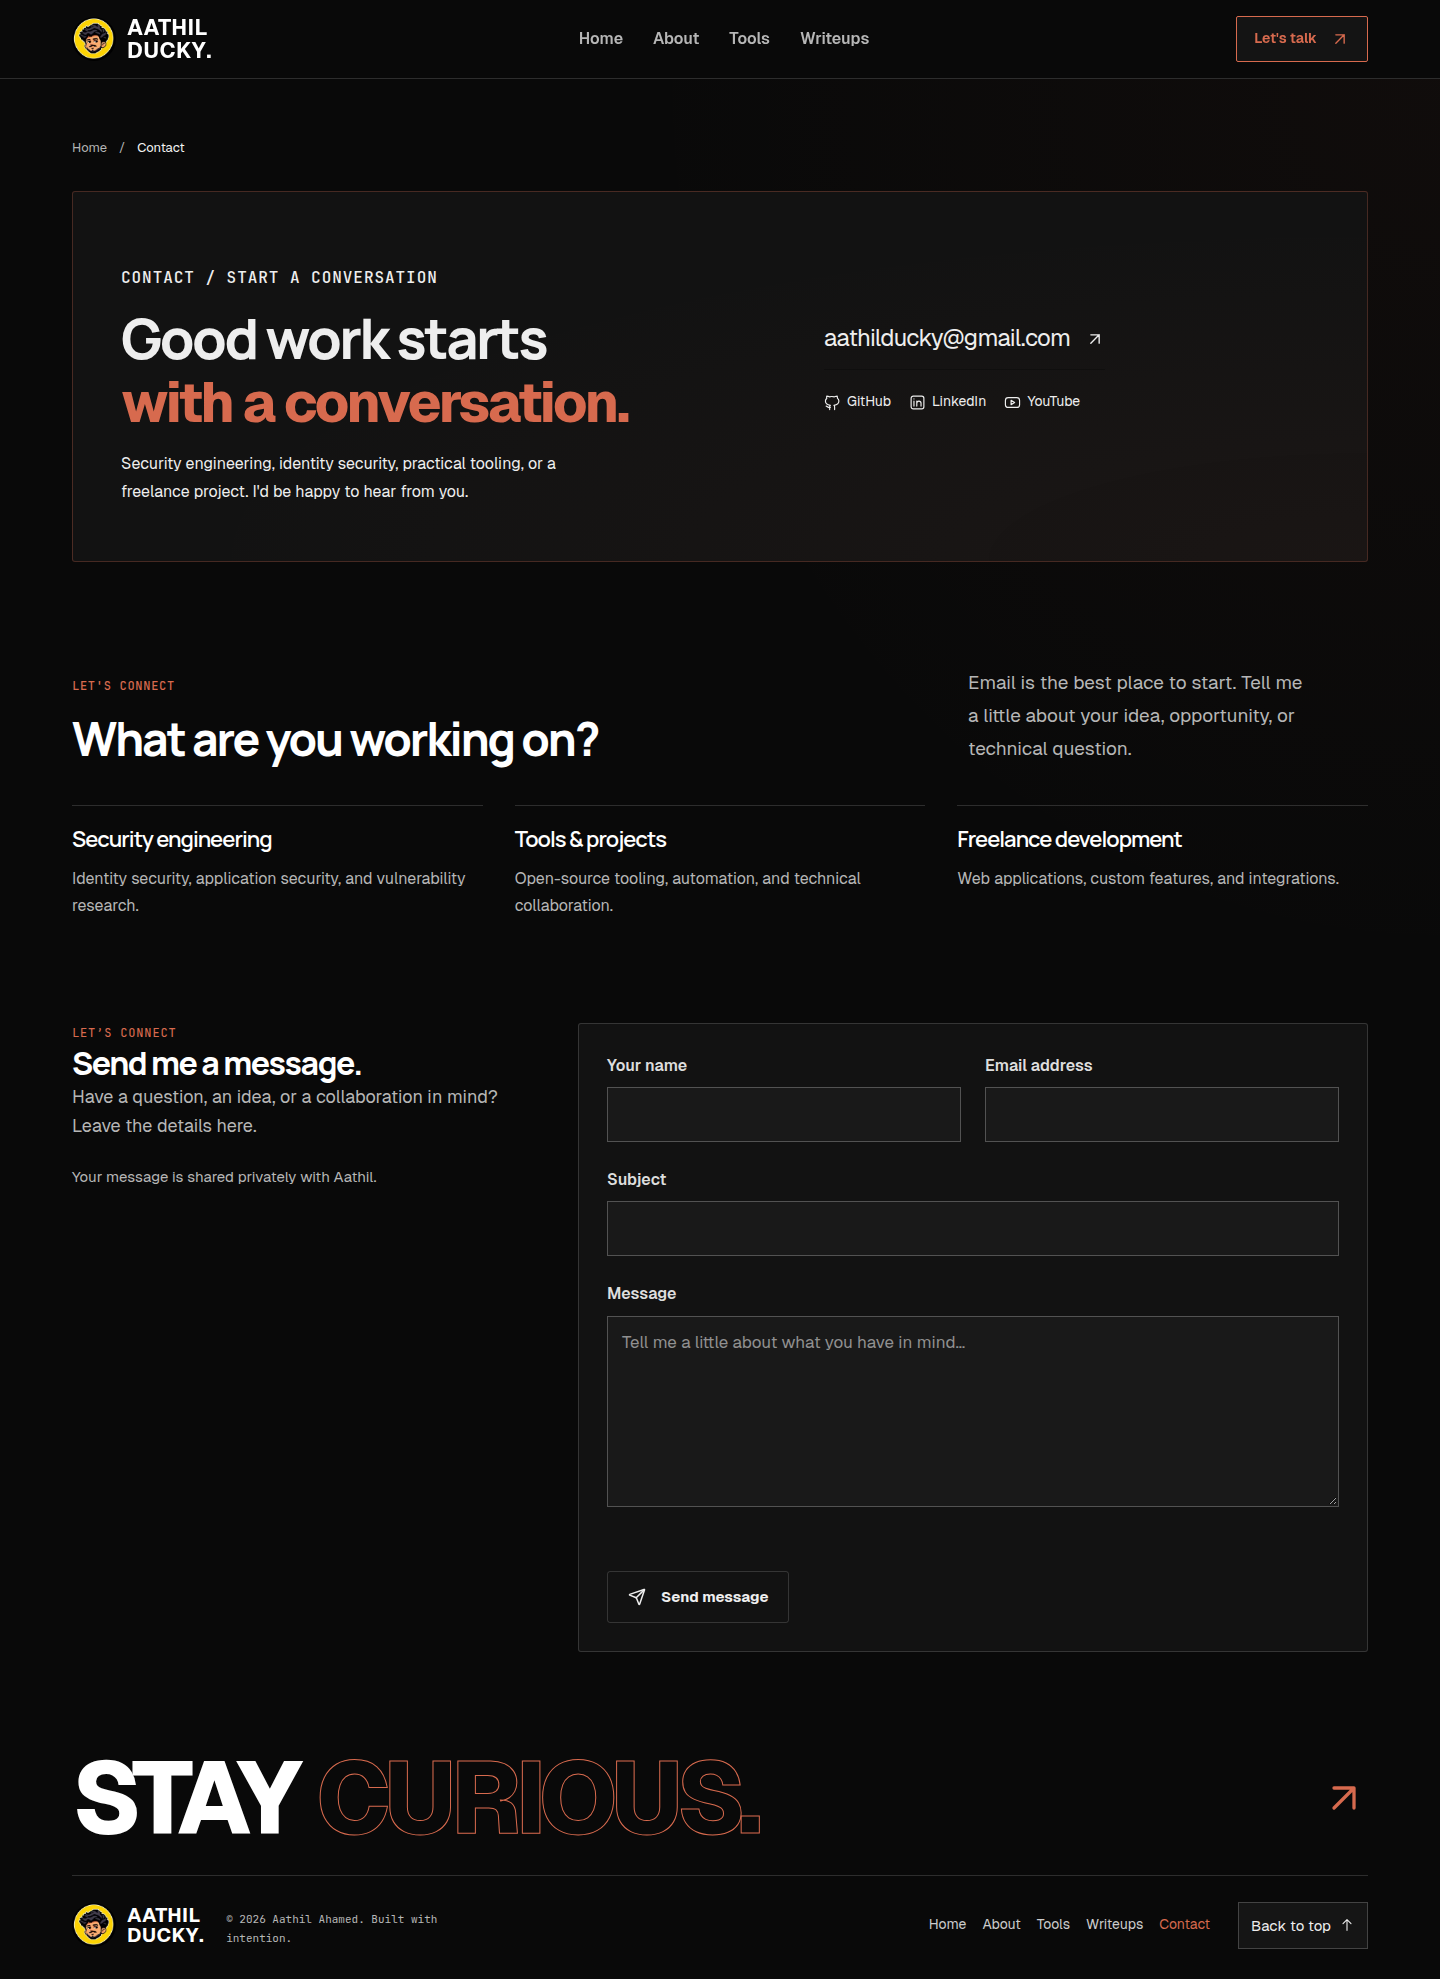 AATHIL
DUCKY.
Home
About
Tools
Writeups
Let's talk
Home / Contact
CONTACT / START A CONVERSATION
Good work starts
with a conversation.
Security engineering, identity security, practical tooling, or a
freelance project. I'd be happy to hear from you.
aathilducky@gmail.com
GitHub
LinkedIn
YouTube
LET'S CONNECT
What are you working on?
Email is the best place to start. Tell me
a little about your idea, opportunity, or
technical question.
Security engineering
Identity security, application security, and vulnerability
research.
Tools & projects
Open-source tooling, automation, and technical
collaboration.
Freelance development
Web applications, custom features, and integrations.
LET'S CONNECT
Send me a message.
Have a question, an idea, or a collaboration in mind?
Leave the details here.
Your message is shared privately with Aathil.
Your name
Email address
Subject
Message
Tell me a little about what you have in mind...
Send message
STAY CURIOUS.
AATHIL
DUCKY.
© 2026 Aathil Ahamed. Built with
intention.
Home
About
Tools
Writeups
Contact
Back to top